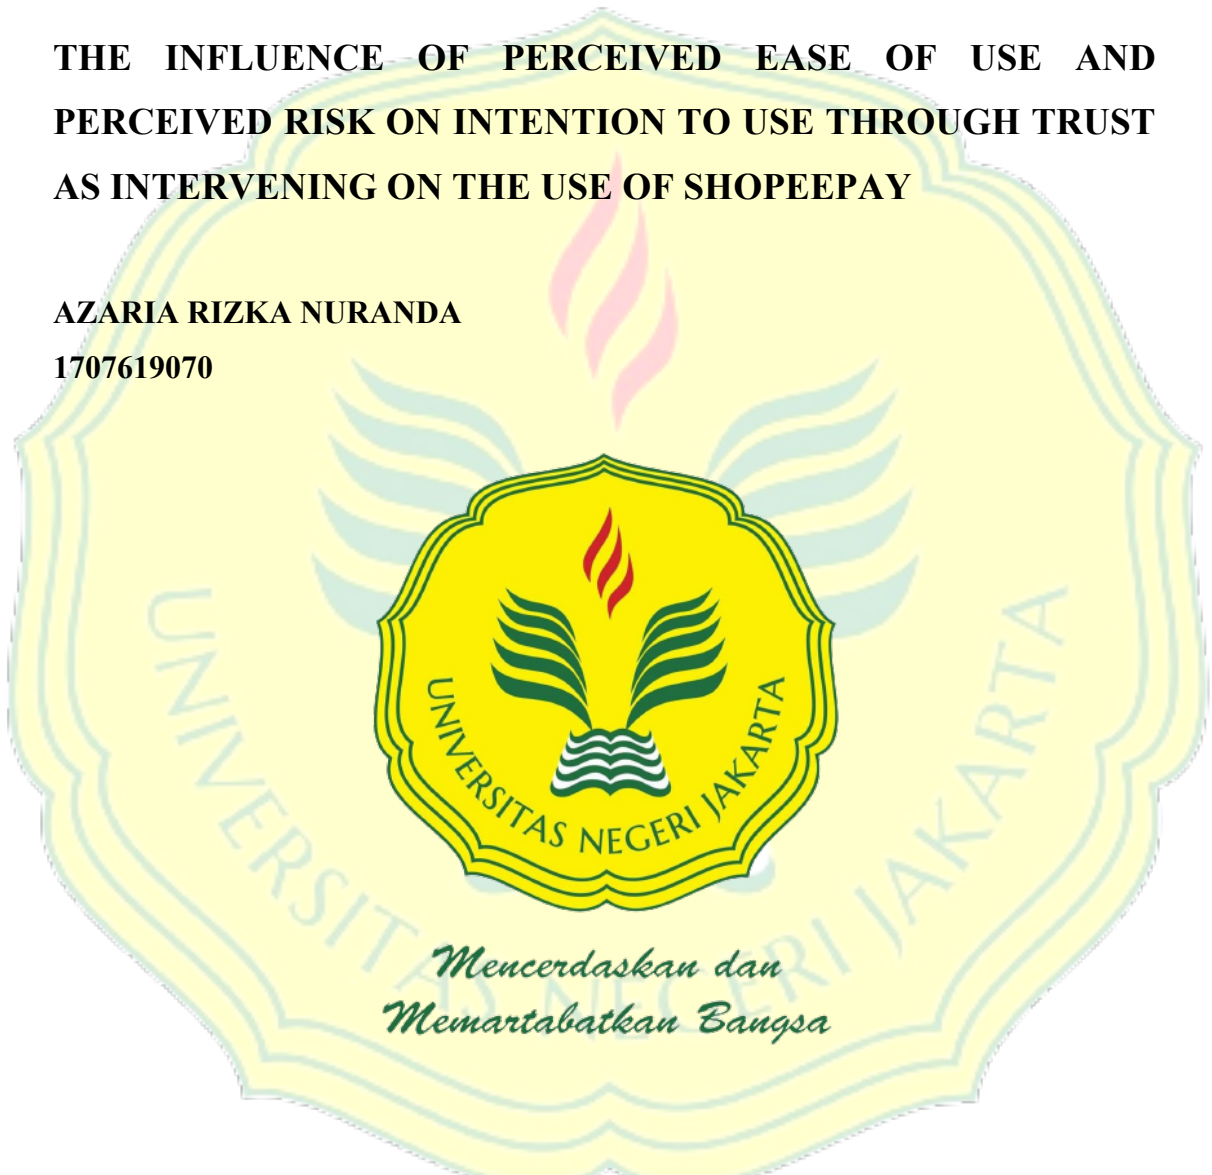 THE INFLUENCE OF PERCEIVED EASE OF USE AND
PERCEIVED RISK ON INTENTION TO USE THROUGH TRUST
AS INTERVENING ON THE USE OF SHOPEEPAY
AZARIA RIZKA NURANDA
1707619070
UNIVERSITAS NEGERI JAKARTA
UNIVERSITAS NEGERI JAKARTA
Mencerdaskan dan
Memartabatkan Bangsa